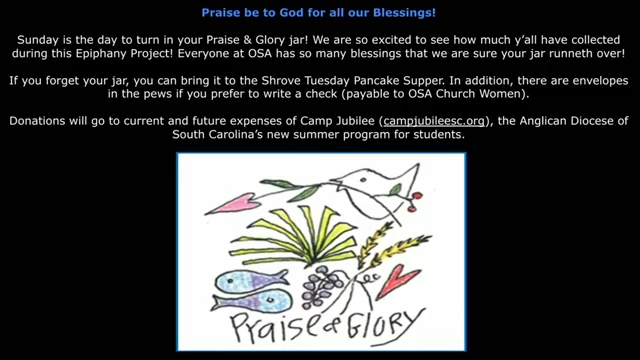 Praise be to God for all our Blessings!
Sunday is the day to turn in your Praise & Glory jar! We are so excited to see how much y'all have collected
during this Epiphany Project! Everyone at OSA has so many blessings that we are sure your jar runneth over!
If you forget your jar, you can bring it to the Shrove Tuesday Pancake Supper. In addition, there are envelopes
in the pews if you prefer to write a check (payable to OSA Church Women).
Donations will go to current and future expenses of Camp Jubilee (campjubileesc.org), the Anglican Diocese of
South Carolina's new summer program for students.
Praise & GLORY